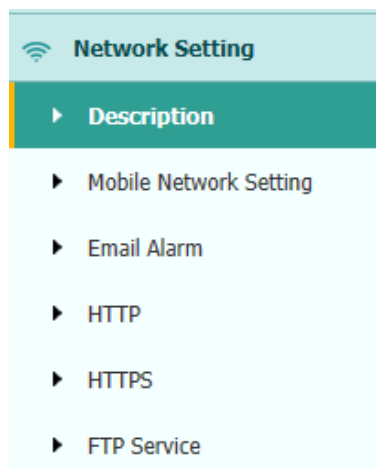 Network Setting
Description
Mobile Network Setting
Email Alarm
HTTP
HTTPS
FTP Service